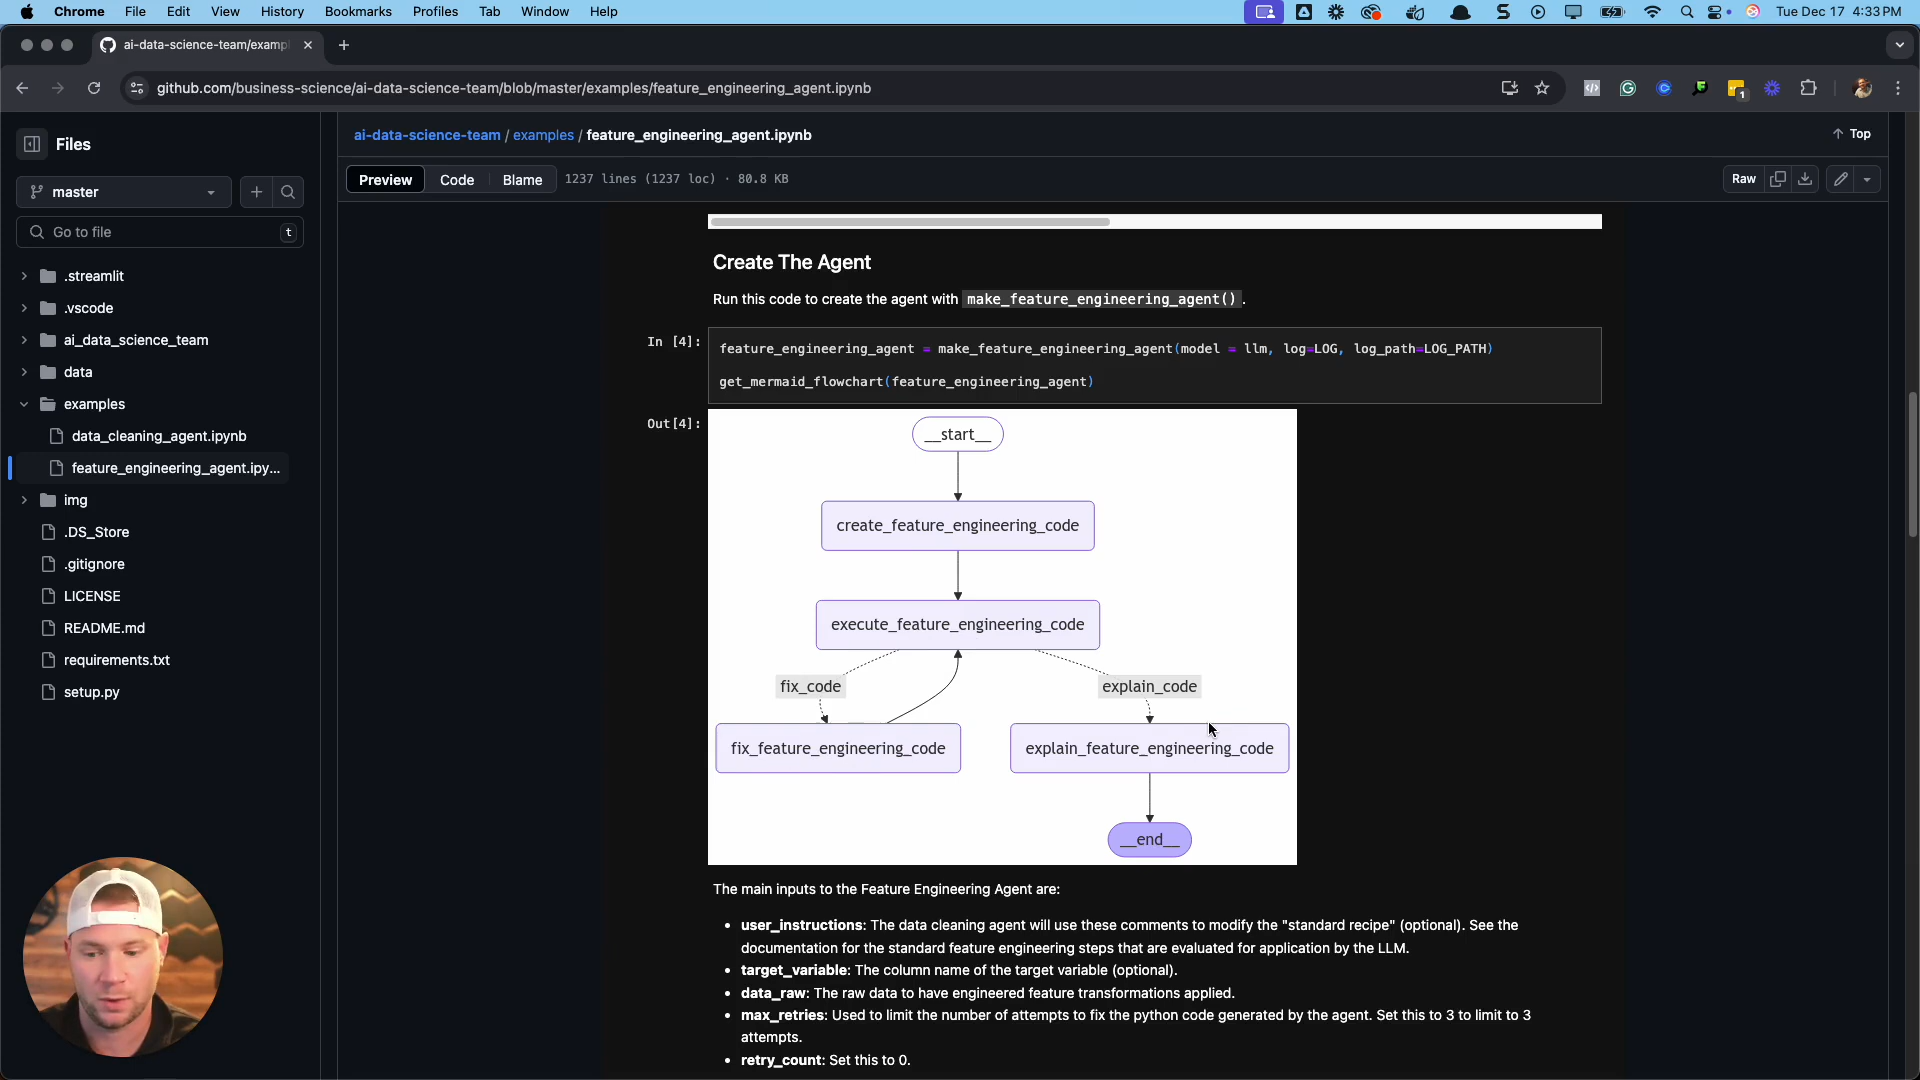 Chrome File Edit View History Bookmarks Profiles Tab Window Help Tue Dec 17 4:33 PM
ai-data-science-team/examp
github.com/business-science/ai-data-science-team/blob/master/examples/feature_engineering_agent.ipynb
1
Files
master
Go to file t
.streamlit
.vscode
ai_data_science_team
data
examples
data_cleaning_agent.ipynb
feature_engineering_agent.ipy...
img
.DS_Store
.gitignore
LICENSE
README.md
requirements.txt
setup.py
ai-data-science-team / examples / feature_engineering_agent.ipynb
Top
Preview Code Blame 1237 lines (1237 loc) · 80.8 KB Raw
Create The Agent
Run this code to create the agent with make_feature_engineering_agent() .
In [4]:
feature_engineering_agent = make_feature_engineering_agent(model = llm, log=LOG, log_path=LOG_PATH)
get_mermaid_flowchart(feature_engineering_agent)
Out[4]:
__start__
create_feature_engineering_code
execute_feature_engineering_code
fix_code explain_code
fix_feature_engineering_code explain_feature_engineering_code
__end__
The main inputs to the Feature Engineering Agent are:
• user_instructions: The data cleaning agent will use these comments to modify the "standard recipe" (optional). See the
documentation for the standard feature engineering steps that are evaluated for application by the LLM.
• target_variable: The column name of the target variable (optional).
• data_raw: The raw data to have engineered feature transformations applied.
• max_retries: Used to limit the number of attempts to fix the python code generated by the agent. Set this to 3 to limit to 3
attempts.
• retry_count: Set this to 0.